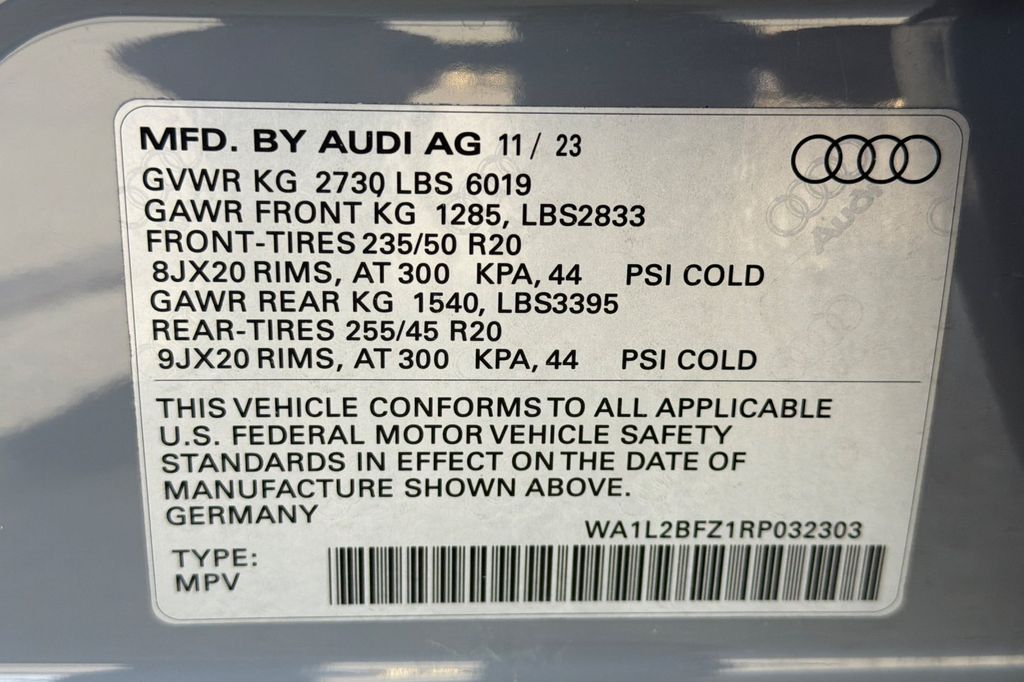 MFD. BY AUDI AG 11/ 23
GVWR KG 2730 LBS 6019
GAWR FRONT KG 1285, LBS2833
FRONT-TIRES 235/50 R20
8JX20 RIMS, AT 300 KPA, 44 PSI COLD
GAWR REAR KG 1540, LBS3395
REAR-TIRES 255/45 R20
9JX20 RIMS, AT 300 KPA, 44 PSI COLD
THIS VEHICLE CONFORMS TO ALL APPLICABLE
U.S. FEDERAL MOTOR VEHICLE SAFETY
STANDARDS IN EFFECT ON THE DATE OF
MANUFACTURE SHOWN ABOVE.
GERMANY
WA1L2BFZ1RP032303
TYPE:
MPV
AUDI